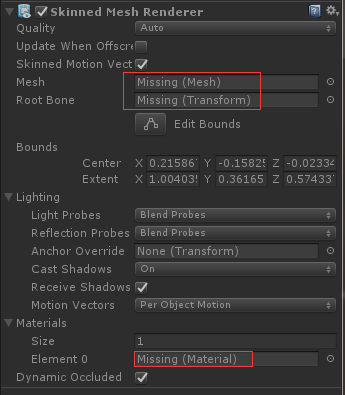 Skinned Mesh Renderer
Quality Auto
Update When Offscre
Skinned Motion Vect
Mesh Missing (Mesh)
Root Bone Missing (Transform)
Edit Bounds
Bounds
Center X 0.21586 Y -0.1582 Z -0.02334
Extent X 1.00403 Y 0.36165 Z 0.57433
Lighting
Light Probes Blend Probes
Reflection Probes Blend Probes
Anchor Override None (Transform)
Cast Shadows On
Receive Shadows
Motion Vectors Per Object Motion
Materials
Size 1
Element 0 Missing (Material)
Dynamic Occluded